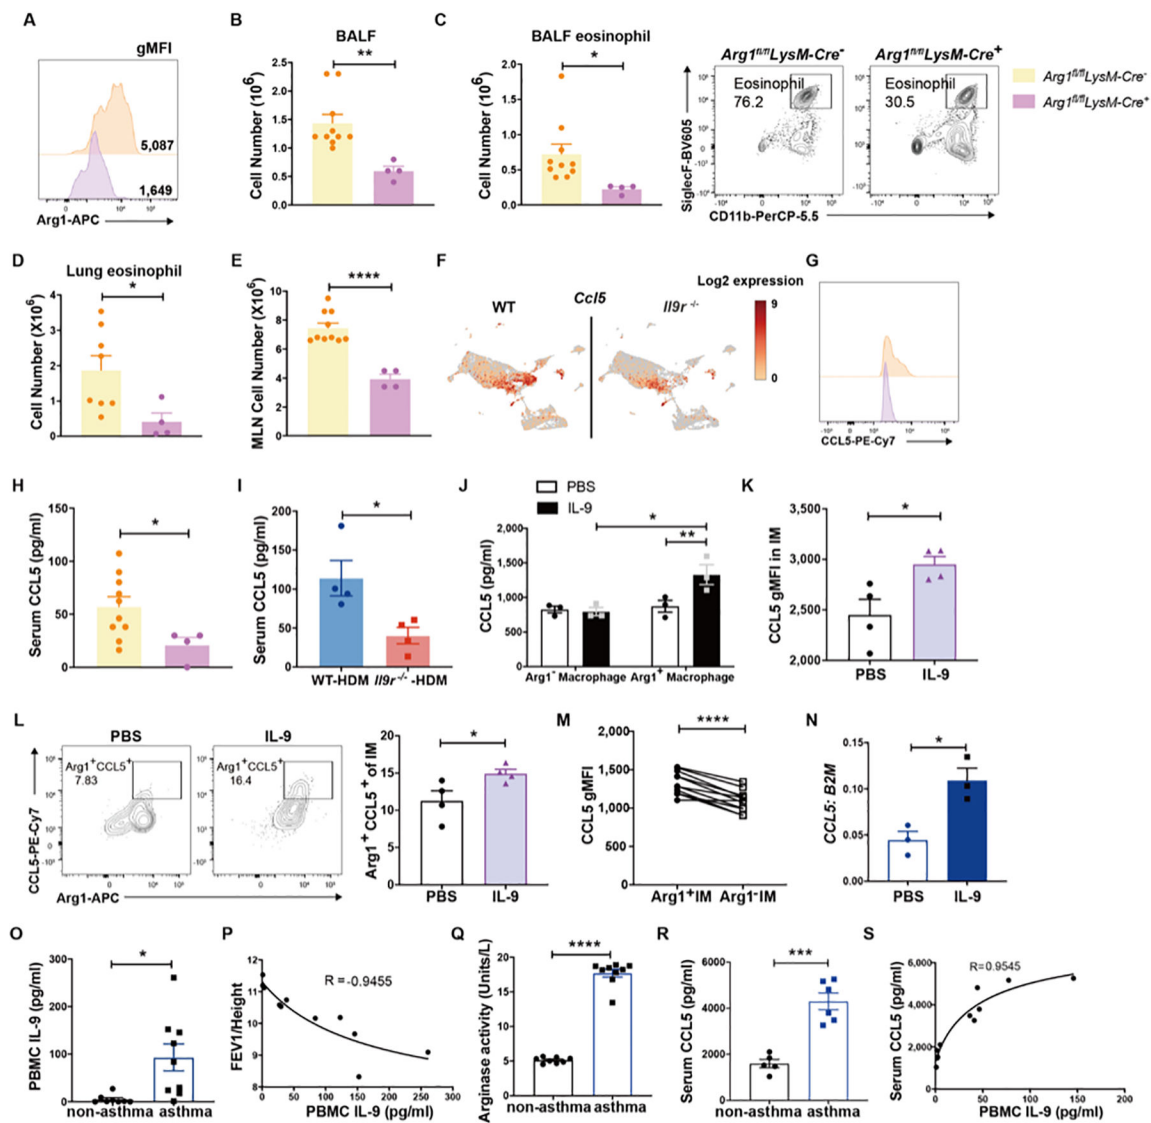 A
gMFI
5,087
1,649
0
10⁴
10⁵
Arg1-APC
B
BALF
**
Cell Number (10⁶)
2.5
2.0
1.5
1.0
0.5
0.0
C
BALF eosinophil
*
Cell Number (10⁶)
2.0
1.5
1.0
0.5
0.0
Arg1ᶠˡ/ᶠˡLysM-Cre⁻
Arg1ᶠˡ/ᶠˡLysM-Cre⁺
Eosinophil
76.2
Eosinophil
30.5
SiglecF-BV605
CD11b-PerCP-5.5
Arg1ᶠˡ/ᶠˡLysM-Cre⁻
Arg1ᶠˡ/ᶠˡLysM-Cre⁺
D
Lung eosinophil
*
Cell Number (X10⁶)
4
3
2
1
0
E
****
MLN Cell Number (X10⁶)
10
8
6
4
2
0
F
WT
Ccl5
Il9r ⁻/⁻
Log2 expression
9
0
G
CCL5-PE-Cy7
H
*
Serum CCL5 (pg/ml)
150
100
50
0
I
*
Serum CCL5 (pg/ml)
200
150
100
50
0
WT-HDM
Il9r ⁻/⁻ -HDM
J
PBS
IL-9
*
**
CCL5 (pg/ml)
2,000
1,500
1,000
500
0
Arg1⁻ Macrophage
Arg1⁺ Macrophage
K
*
CCL5 gMFI in IM
3,500
3,000
2,500
2,000
PBS
IL-9
L
PBS
IL-9
Arg1⁺CCL5⁺
7.83
Arg1⁺CCL5⁺
16.4
CCL5-PE-Cy7
Arg1-APC
*
Arg1⁺ CCL5⁺ of IM
20
15
10
5
0
PBS
IL-9
M
****
CCL5 gMFI
2,000
1,500
1,000
500
0
Arg1⁺IM
Arg1⁻IM
N
*
CCL5: B2M
0.15
0.10
0.05
0.00
PBS
IL-9
O
*
PBMC IL-9 (pg/ml)
300
200
100
0
non-asthma
asthma
P
R = -0.9455
FEV1/Height
12
11
10
9
8
0
50
100
150
200
250
300
PBMC IL-9 (pg/ml)
Q
****
Arginase activity (Units/L)
20
15
10
5
0
non-asthma
asthma
R
***
Serum CCL5 (pg/ml)
6000
4000
2000
0
non-asthma
asthma
S
R=0.9545
Serum CCL5 (pg/ml)
6,000
4,000
2,000
0
0
50
100
150
200
PBMC IL-9 (pg/ml)